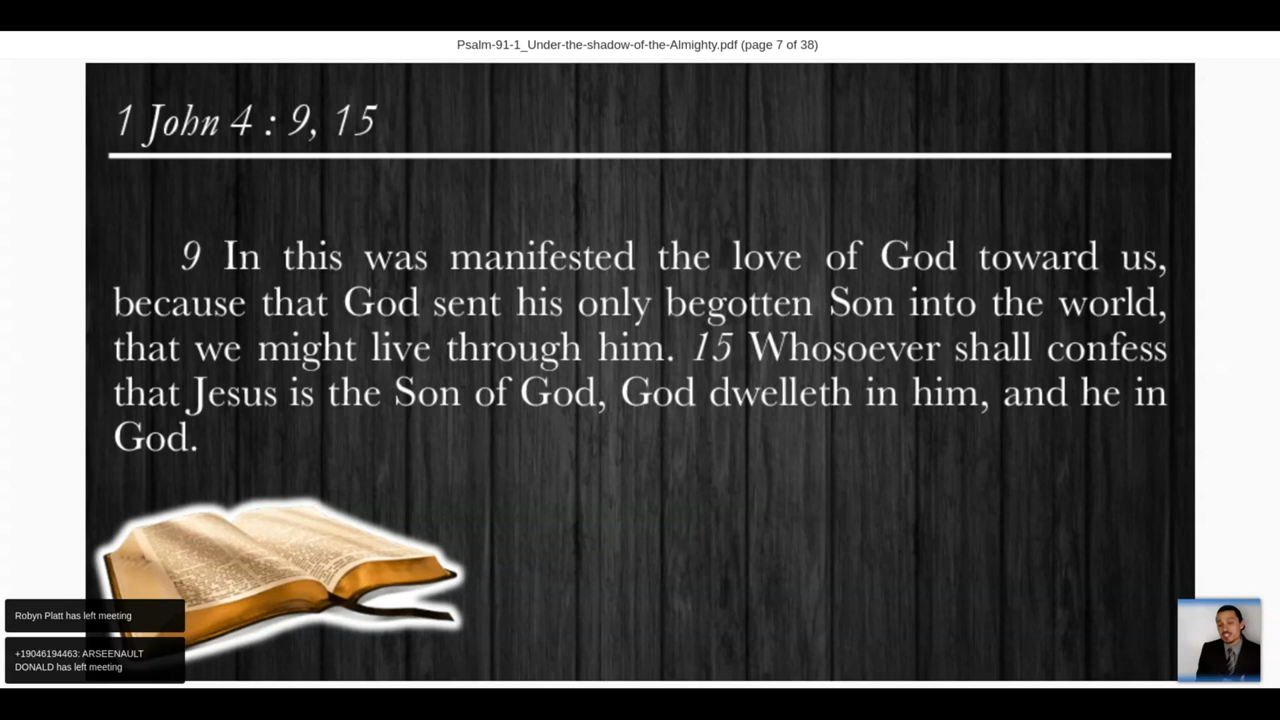 Psalm-91-1_Under-the-shadow-of-the-Almighty.pdf (page 7 of 38)
1 John 4 : 9, 15
9 In this was manifested the love of God toward us,
because that God sent his only begotten Son into the world,
that we might live through him. 15 Whosoever shall confess
that Jesus is the Son of God, God dwelleth in him, and he in
God.
Robyn Platt has left meeting
+19046194463: ARSEENAULT
DONALD has left meeting